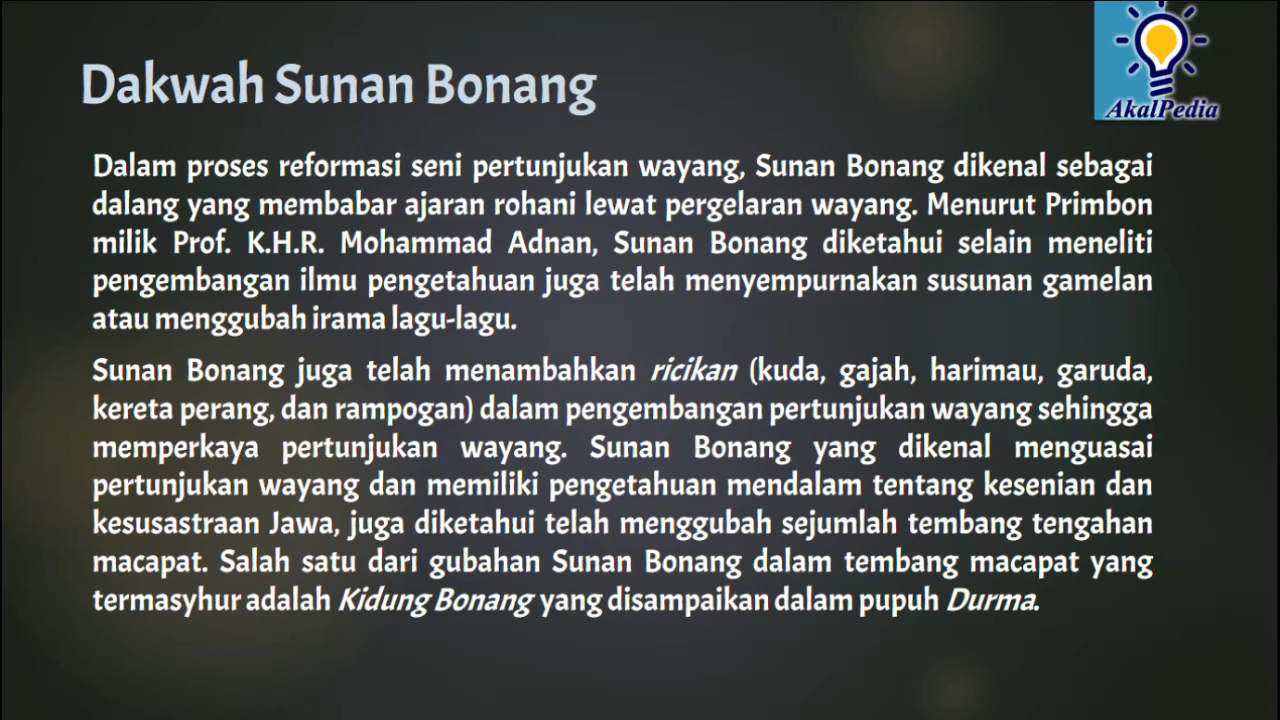 AkalPedia
Dakwah Sunan Bonang
Dalam proses reformasi seni pertunjukan wayang, Sunan Bonang dikenal sebagai
dalang yang membabar ajaran rohani lewat pergelaran wayang. Menurut Primbon
milik Prof. K.H.R. Mohammad Adnan, Sunan Bonang diketahui selain meneliti
pengembangan ilmu pengetahuan juga telah menyempurnakan susunan gamelan
atau menggubah irama lagu-lagu.
Sunan Bonang juga telah menambahkan ricikan (kuda, gajah, harimau, garuda,
kereta perang, dan rampogan) dalam pengembangan pertunjukan wayang sehingga
memperkaya pertunjukan wayang. Sunan Bonang yang dikenal menguasai
pertunjukan wayang dan memiliki pengetahuan mendalam tentang kesenian dan
kesusastraan Jawa, juga diketahui telah menggubah sejumlah tembang tengahan
macapat. Salah satu dari gubahan Sunan Bonang dalam tembang macapat yang
termasyhur adalah Kidung Bonang yang disampaikan dalam pupuh Durma.